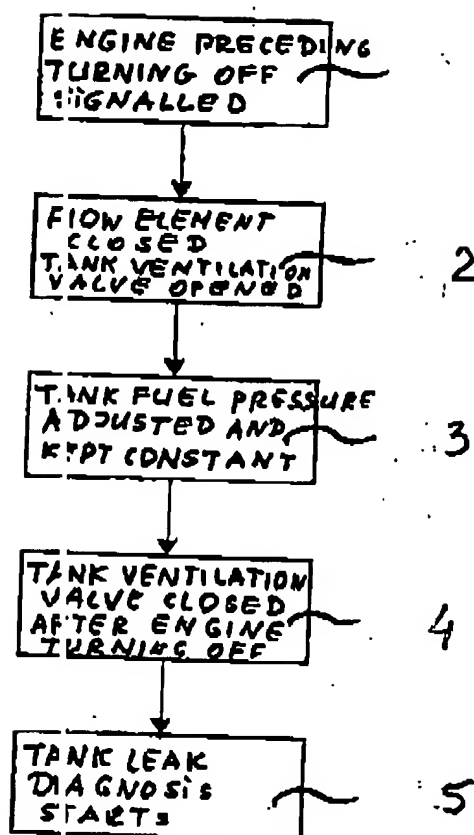 ENGINE PRECEDING
TURNING OFF
SIGNALLED
FLOW ELEMENT
CLOSED
TANK VENTILATION
VALVE OPENED
2
TANK FUEL PRESSURE
ADJUSTED AND
KEPT CONSTANT
3
TANK VENTILATION
VALVE CLOSED
AFTER ENGINE
TURNING OFF
4
TANK LEAK
DIAGNOSIS
STARTS
5